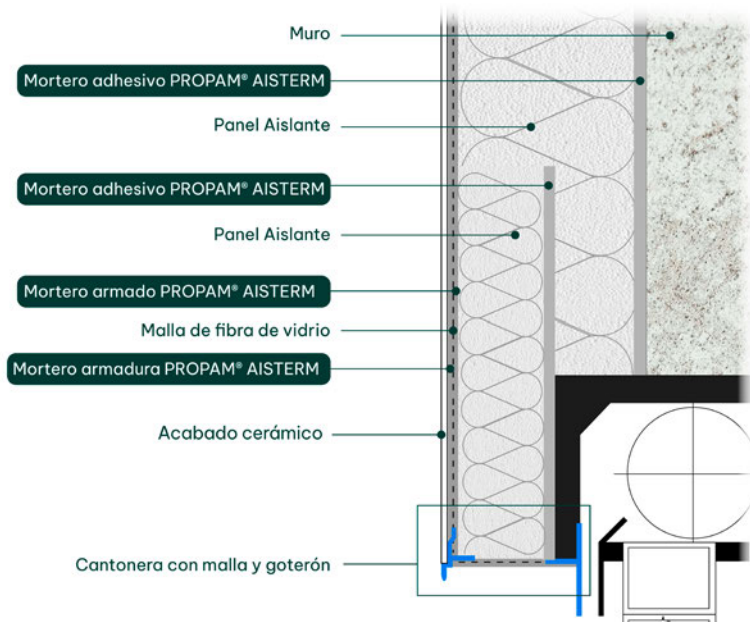 Muro
Mortero adhesivo PROPAM® AISTERM
Panel Aislante
Mortero adhesivo PROPAM® AISTERM
Panel Aislante
Mortero armado PROPAM® AISTERM
Malla de fibra de vidrio
Mortero armadura PROPAM® AISTERM
Acabado cerámico
Cantonera con malla y goterón